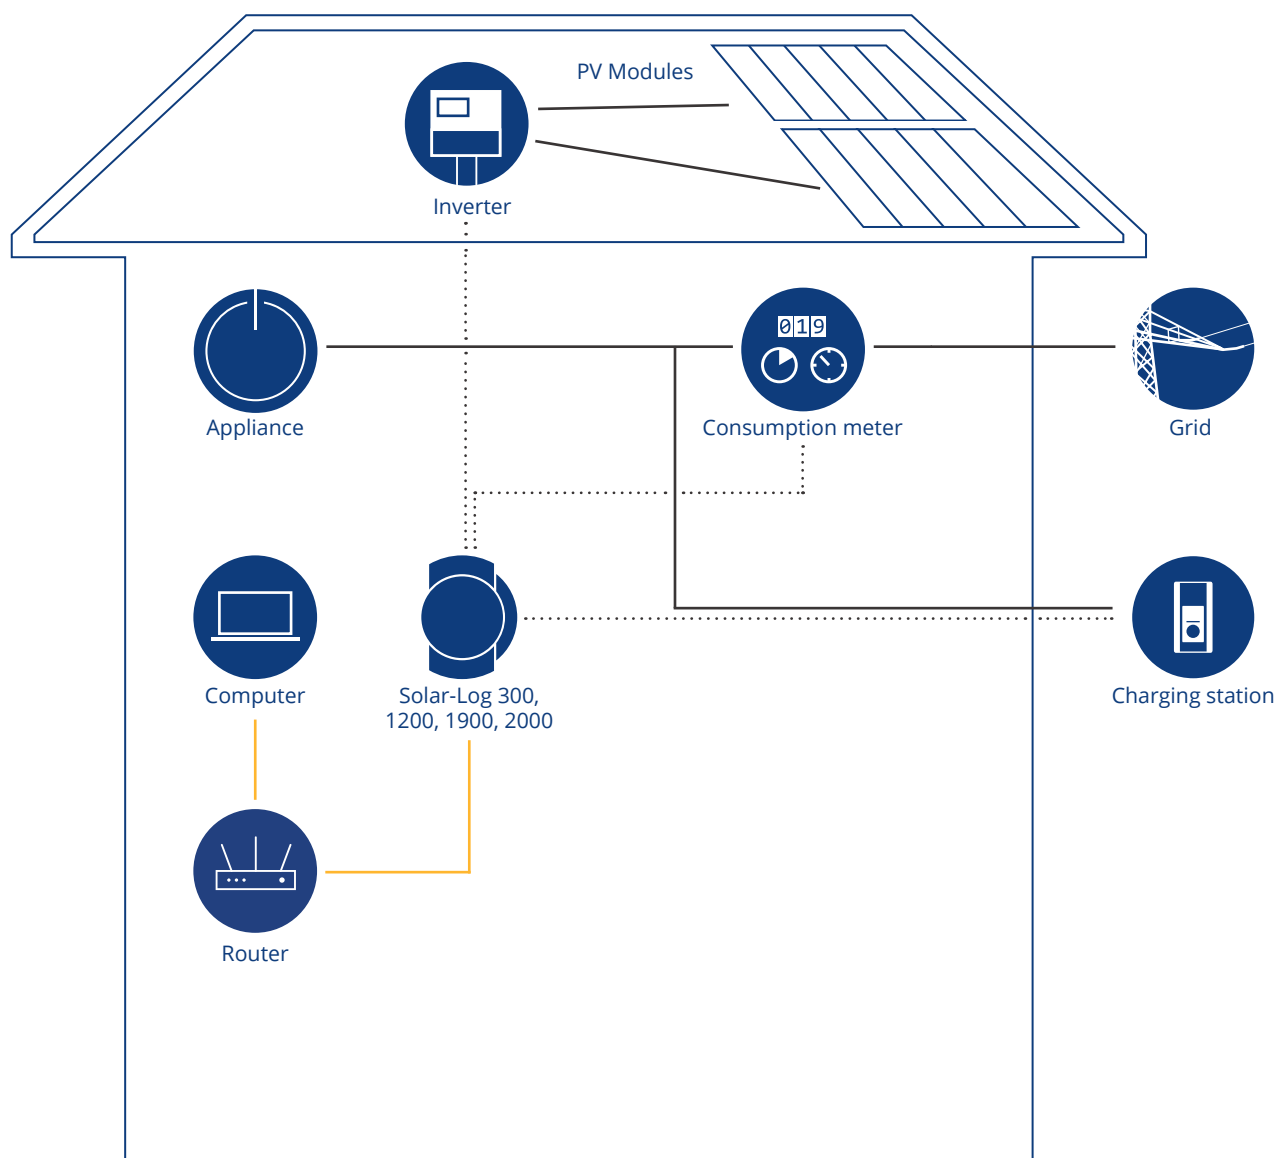 PV Modules
Inverter
019
Appliance
Consumption meter
Grid
Computer
Solar-Log 300,
1200, 1900, 2000
Charging station
Router